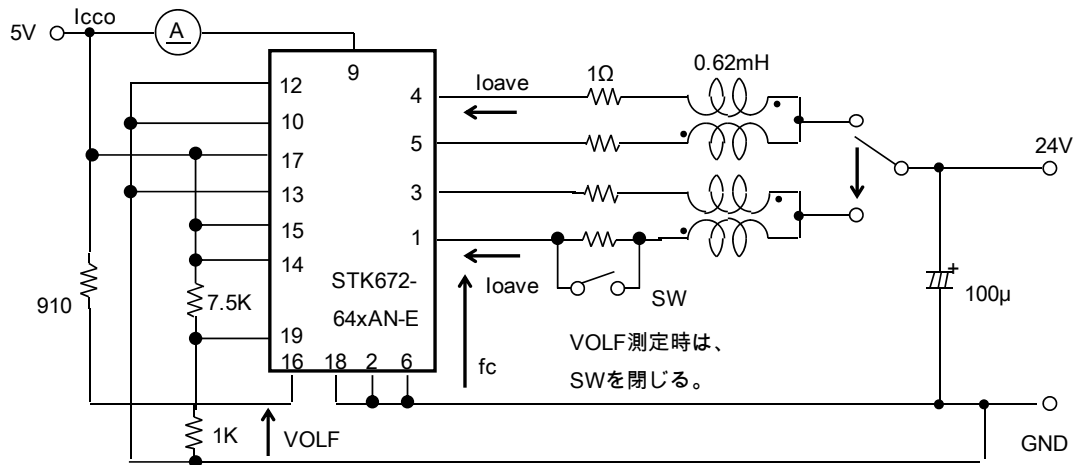 Icco
5V
A
9
12
10
17
13
15
14
19
16
18
2
6
4
5
3
1
STK672-
64xAN-E
Ioave
1Ω
0.62mH
24V
Ioave
SW
910
7.5K
100μ
+
fc
VOLF測定時は、
SWを閉じる。
1K
VOLF
GND